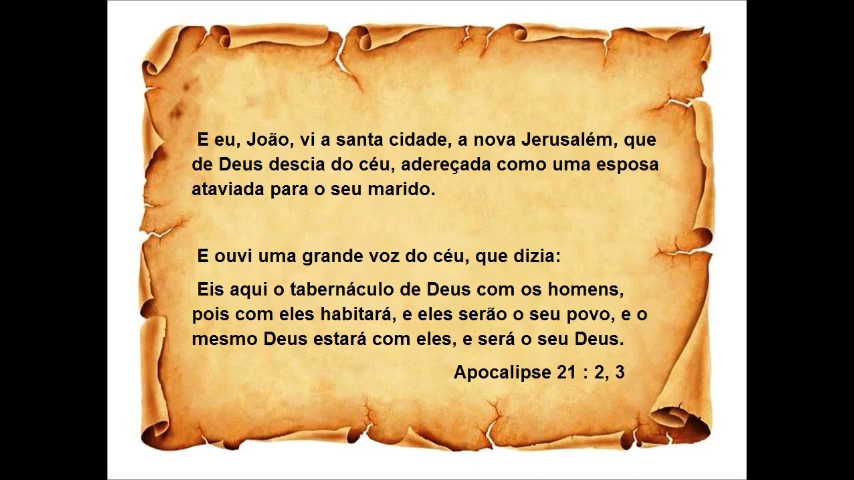 E eu, João, vi a santa cidade, a nova Jerusalém, que
de Deus descia do céu, adereçada como uma esposa
ataviada para o seu marido.
E ouvi uma grande voz do céu, que dizia:
Eis aqui o tabernáculo de Deus com os homens,
pois com eles habitará, e eles serão o seu povo, e o
mesmo Deus estará com eles, e será o seu Deus.
Apocalipse 21 : 2, 3